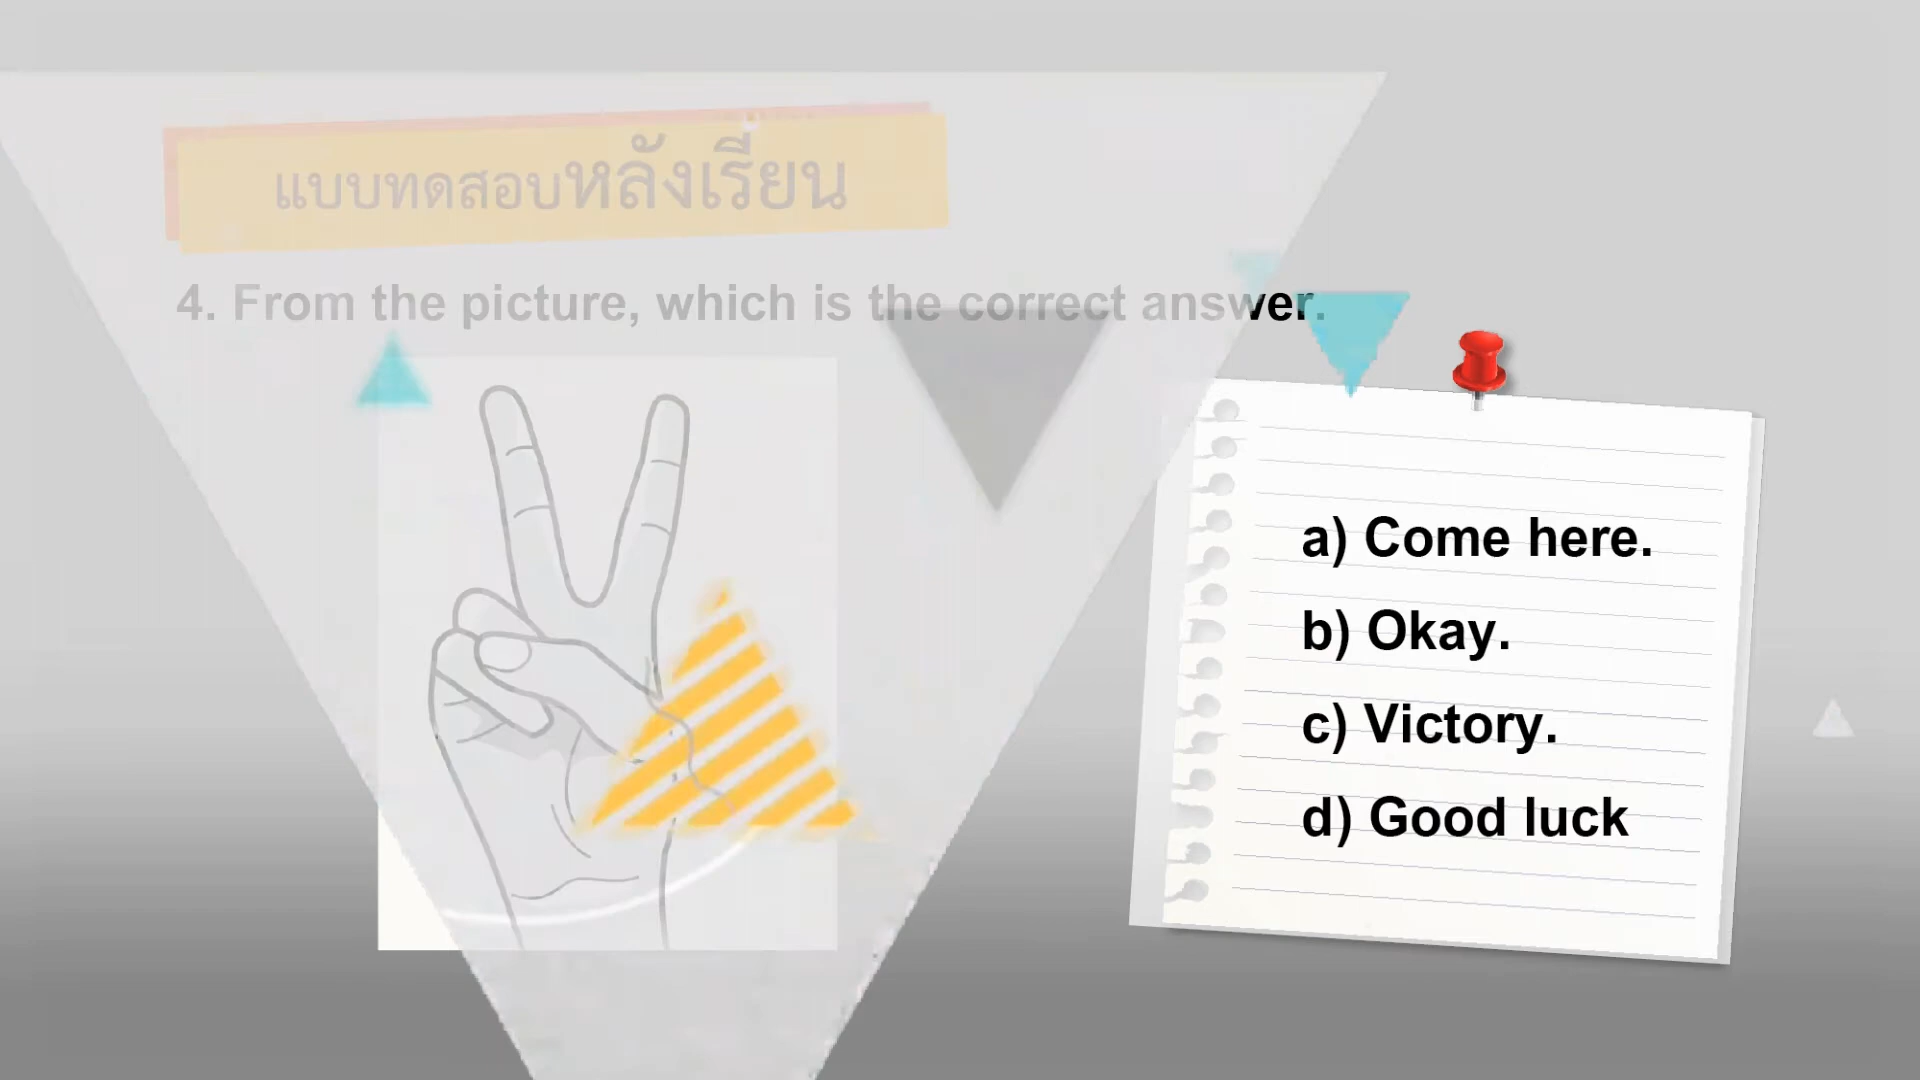 แบบทดสอบหลังเรียน
4. From the picture, which is the correct answer.
a) Come here.
b) Okay.
c) Victory.
d) Good luck